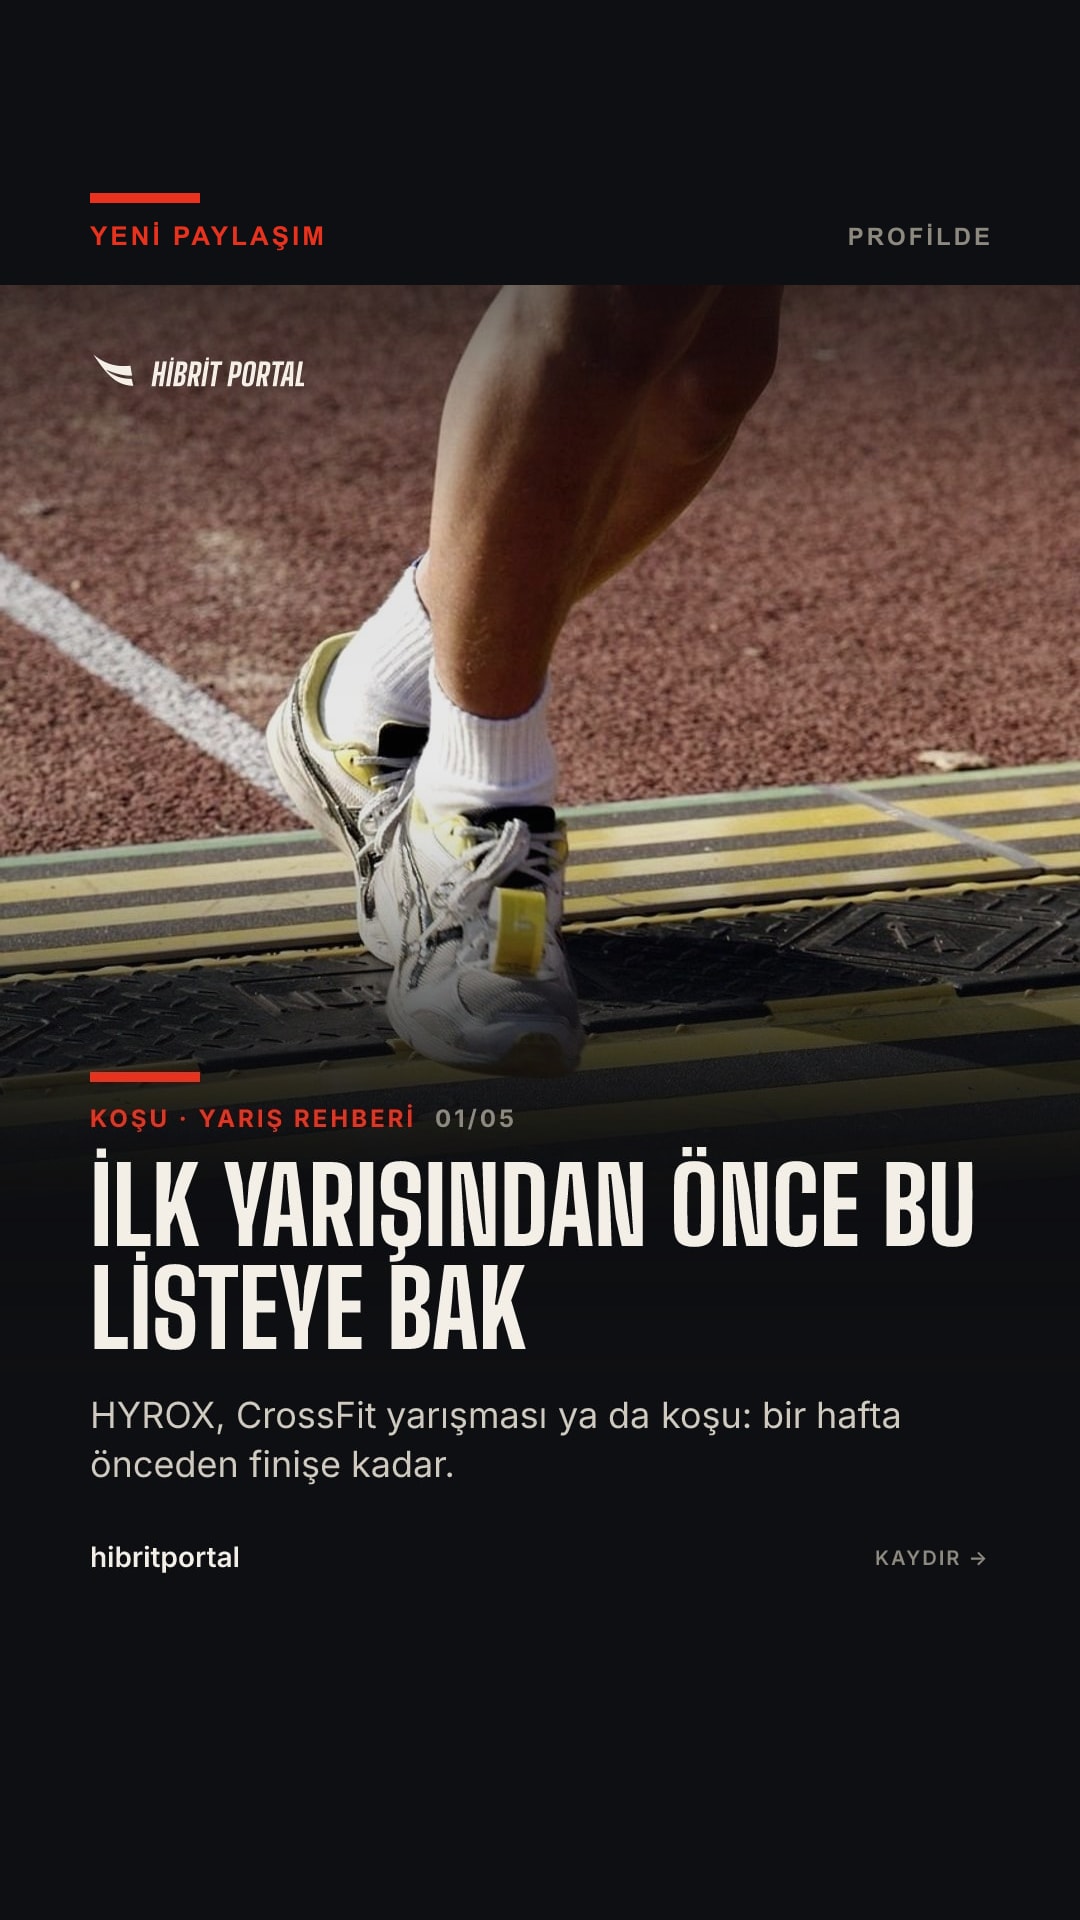 YENİ PAYLAŞIM
PROFİLDE
HİBRİT PORTAL
KOŞU · YARIŞ REHBERİ 01/05
İLK YARIŞINDAN ÖNCE BU
LİSTEYE BAK
HYROX, CrossFit yarışması ya da koşu: bir hafta
önceden finişe kadar.
hibritportal
KAYDIR →